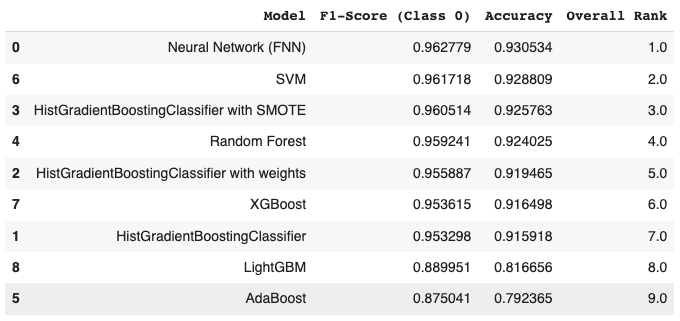 Model F1-Score (Class 0) Accuracy Overall Rank
0 Neural Network (FNN) 0.962779 0.930534 1.0
6 SVM 0.961718 0.928809 2.0
3 HistGradientBoostingClassifier with SMOTE 0.960514 0.925763 3.0
4 Random Forest 0.959241 0.924025 4.0
2 HistGradientBoostingClassifier with weights 0.955887 0.919465 5.0
7 XGBoost 0.953615 0.916498 6.0
1 HistGradientBoostingClassifier 0.953298 0.915918 7.0
8 LightGBM 0.889951 0.816656 8.0
5 AdaBoost 0.875041 0.792365 9.0